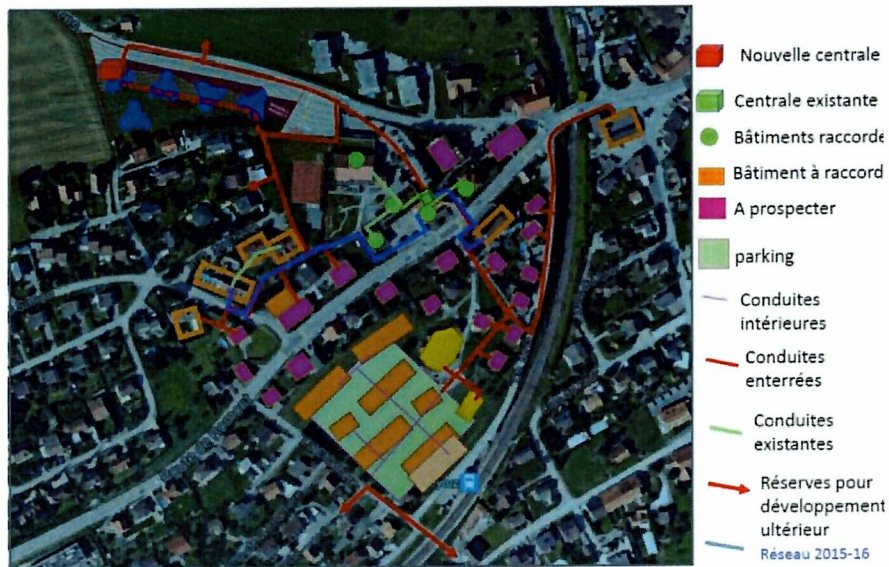 Nouvelle centrale
Centrale existante
Bâtiments raccorde
Bâtiment à raccord
A prospecter
parking
Conduites
intérieures
Conduites
enterrées
Conduites
existantes
Réserves pour
développement
ultérieur
Réseau 2015-16